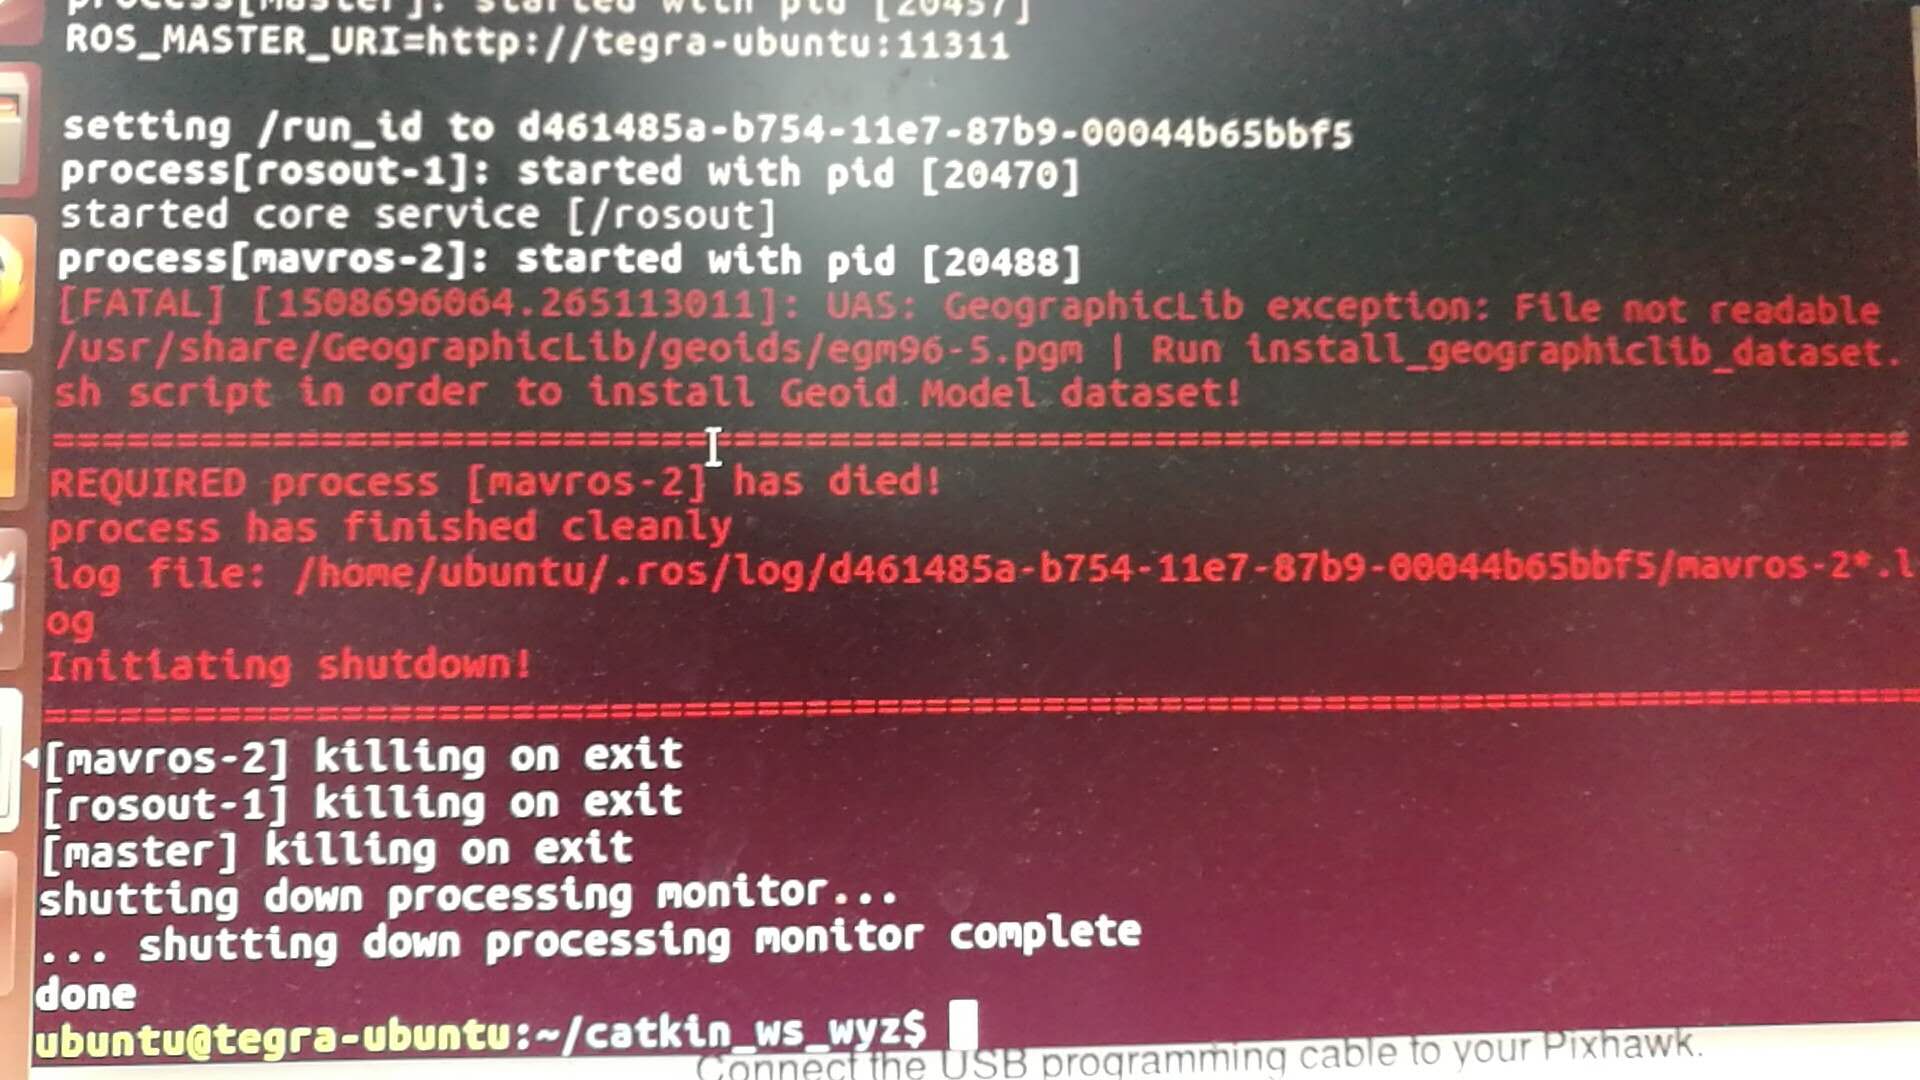 process[master]: started with pid [20457]
ROS_MASTER_URI=http://tegra-ubuntu:11311
setting /run_id to d461485a-b754-11e7-87b9-00044b65bbf5
process[rosout-1]: started with pid [20470]
started core service [/rosout]
process[mavros-2]: started with pid [20488]
[FATAL] [1508696064.265113011]: UAS: GeographicLib exception: File not readable
/usr/share/GeographicLib/geoids/egm96-5.pgm | Run install_geographiclib_dataset.
sh script in order to install Geoid Model dataset!
================================================================================
REQUIRED process [mavros-2] has died!
process has finished cleanly
log file: /home/ubuntu/.ros/log/d461485a-b754-11e7-87b9-00044b65bbf5/mavros-2*.l
og
Initiating shutdown!
================================================================================
[mavros-2] killing on exit
[rosout-1] killing on exit
[master] killing on exit
shutting down processing monitor...
... shutting down processing monitor complete
done
ubuntu@tegra-ubuntu:~/catkin_ws_wyz$
Connect the USB programming cable to your Pixhawk.